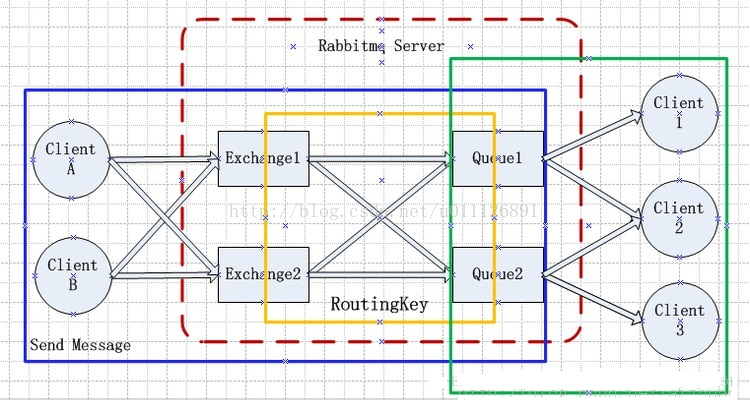 Rabbitmq Server
Client
A
Exchange1
Queue1
Client
1
http://blog.csdn.net/u011126891
Client
2
Client
B
Exchange2
Queue2
RoutingKey
Client
3
Send Message